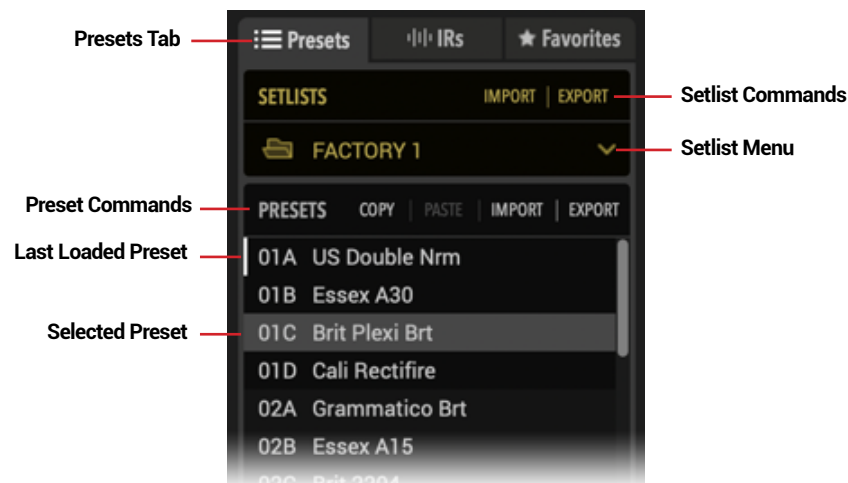 Presets Tab
Presets IRs Favorites
SETLISTS IMPORT | EXPORT
Setlist Commands
FACTORY 1
Setlist Menu
Preset Commands
PRESETS COPY | PASTE | IMPORT | EXPORT
Last Loaded Preset
01A US Double Nrm
01B Essex A30
Selected Preset
01C Brit Plexi Brt
01D Cali Rectifire
02A Grammatico Brt
02B Essex A15